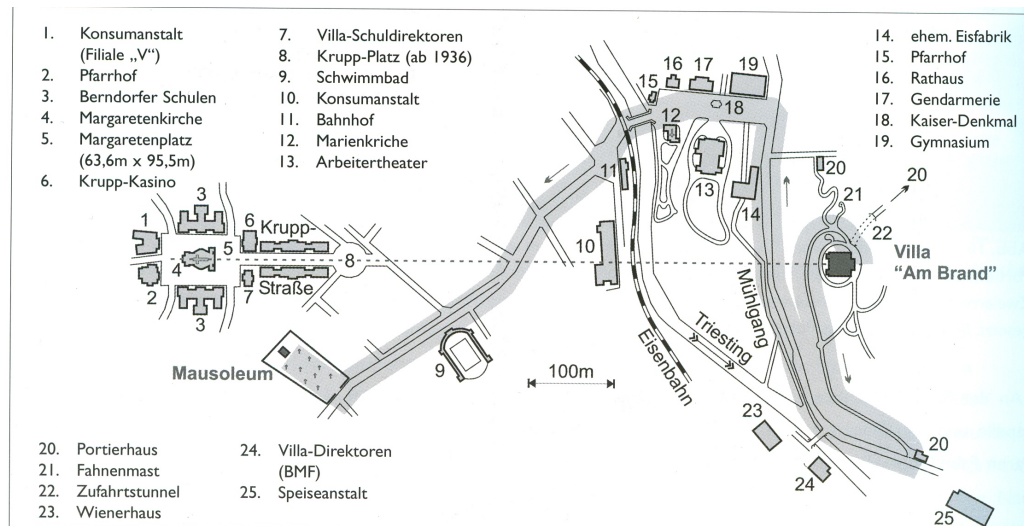 1. Konsumanstalt
(Filiale „V“)
2. Pfarrhof
3. Berndorfer Schulen
4. Margaretenkirche
5. Margaretenplatz
(63,6m x 95,5m)
6. Krupp-Kasino
7. Villa-Schuldirektoren
8 Krupp-Platz (ab 1936)
9. Schwimmbad
10. Konsumanstalt
11. Bahnhof
12. Marienkirche
13. Arbeitertheater
14. ehem. Eisfabrik
15. Pfarrhof
16. Rathaus
17. Gendarmerie
18. Kaiser-Denkmal
19. Gymnasium
16
17
19
15
18
12
11
13
14
20
20
21
22
Villa
"Am Brand"
3
1
6
Krupp-
5
4
8
10
2
7
Straße
3
Mühlgang
Triesting
Eisenbahn
Mausoleum
9
100m
23
24
20
25
20. Portierhaus
21. Fahnenmast
22. Zufahrtstunnel
23. Wienerhaus
24. Villa-Direktoren
(BMF)
25. Speiseanstalt